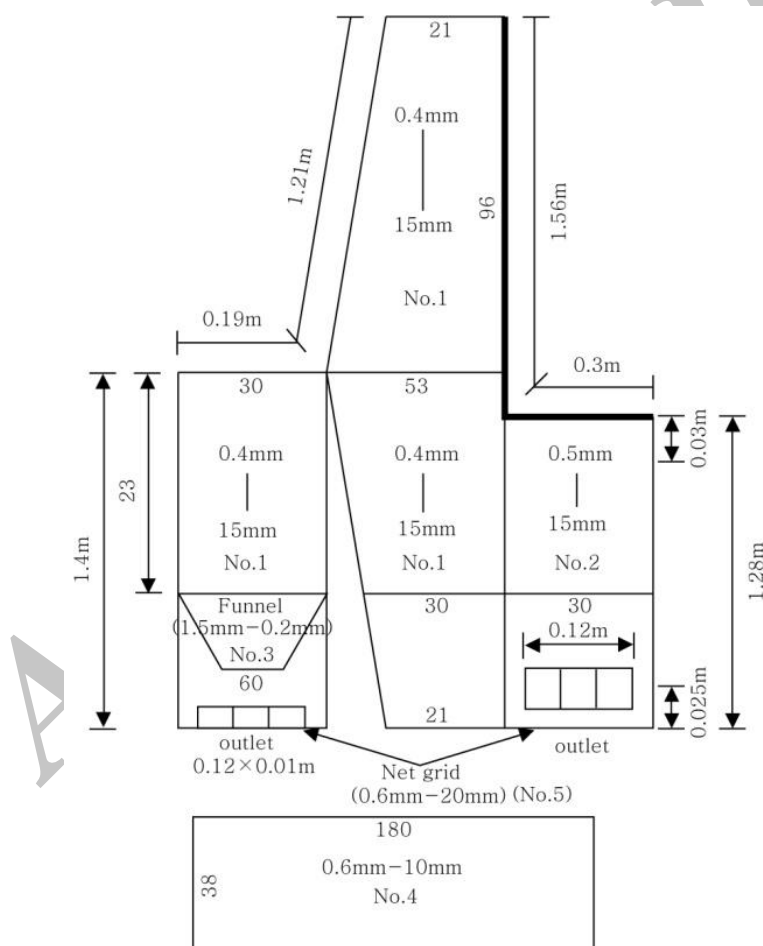 21
0.4mm
15mm
No.1
96
1.21m
1.56m
0.19m
0.3m
30
53
0.03m
0.4mm
15mm
No.1
0.4mm
15mm
No.1
0.5mm
15mm
No.2
23
1.4m
1.28m
Funnel
(1.5mm-0.2mm)
No.3
60
30
30
0.12m
0.025m
21
outlet
0.12×0.01m
outlet
Net grid
(0.6mm-20mm) (No.5)
180
0.6mm-10mm
No.4
38